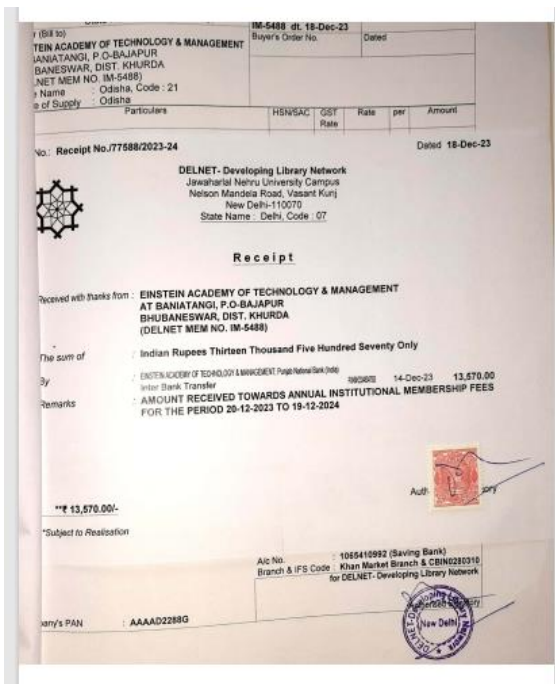 IM-5488 dt. 18-Dec-23
r (Bill to)
Buyer's Order No. Dated
TEIN ACADEMY OF TECHNOLOGY & MANAGEMENT
BANIATANGI, P.O-BAJAPUR
BANESWAR, DIST. KHURDA
LNET MEM NO. IM-5488)
e Name : Odisha, Code : 21
e of Supply : Odisha
Particulars HSN/SAC GST Rate Rate per Amount
No.: Receipt No./77588/2023-24 Dated 18-Dec-23
DELNET- Developing Library Network
Jawaharlal Nehru University Campus
Nelson Mandela Road, Vasant Kunj
New Delhi-110070
State Name : Delhi, Code : 07
Receipt
Received with thanks from : EINSTEIN ACADEMY OF TECHNOLOGY & MANAGEMENT
AT BANIATANGI, P.O-BAJAPUR
BHUBANESWAR, DIST. KHURDA
(DELNET MEM NO. IM-5488)
The sum of : Indian Rupees Thirteen Thousand Five Hundred Seventy Only
By : EINSTEIN ACADEMY OF TECHNOLOGY & MANAGEMENT, Punjab National Bank (India)
Inter Bank Transfer 14-Dec-23 13,570.00
Remarks : AMOUNT RECEIVED TOWARDS ANNUAL INSTITUTIONAL MEMBERSHIP FEES
FOR THE PERIOD 20-12-2023 TO 19-12-2024
**₹ 13,570.00/-
*Subject to Realisation
A/c No. : 1065410992 (Saving Bank)
Branch & IFS Code : Khan Market Branch & CBIN0280310
for DELNET- Developing Library Network
pany's PAN : AAAAD2288G
DELNET-Developing Library Network
New Delhi